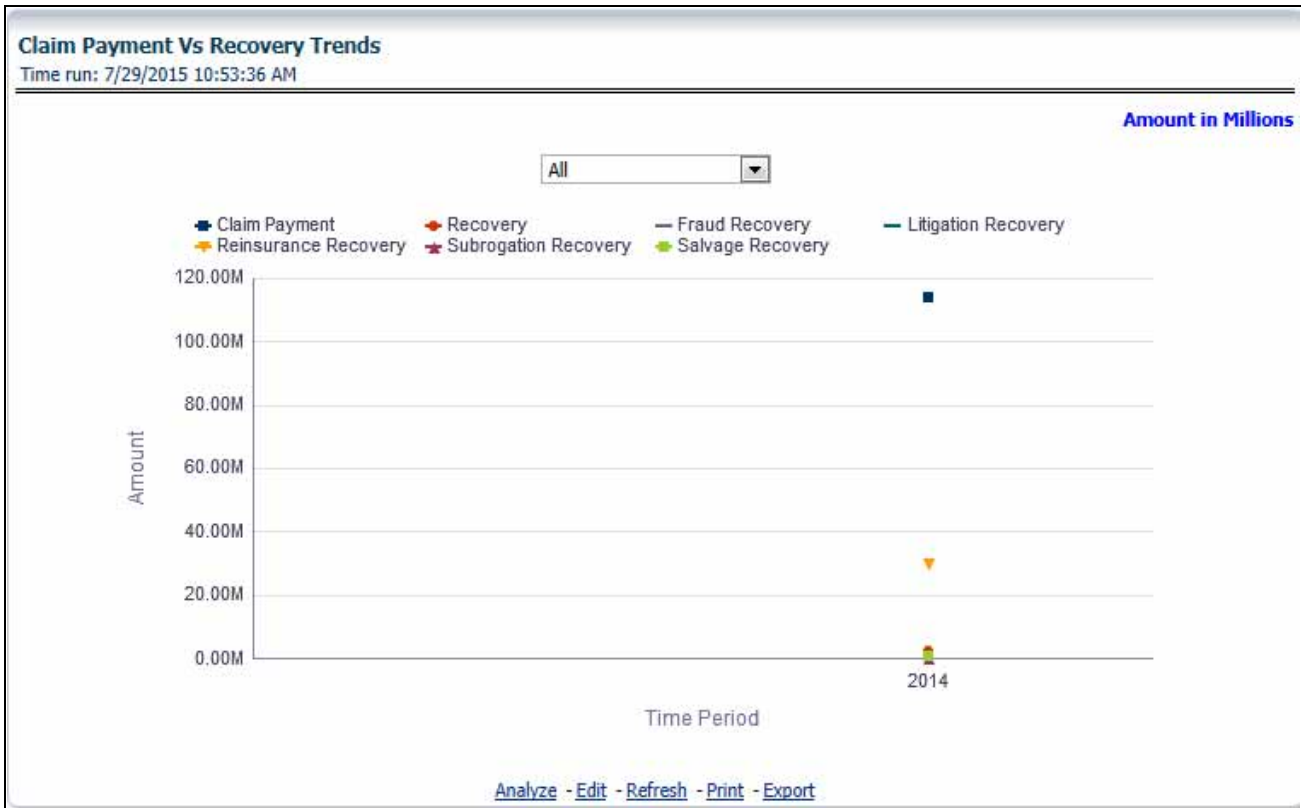 Claim Payment Vs Recovery Trends
Time run: 7/29/2015 10:53:36 AM
Amount in Millions
All
Claim Payment Recovery Fraud Recovery Litigation Recovery
Reinsurance Recovery Subrogation Recovery Salvage Recovery
120.00M
100.00M
80.00M
60.00M
40.00M
20.00M
0.00M
Amount
2014
Time Period
Analyze - Edit - Refresh - Print - Export